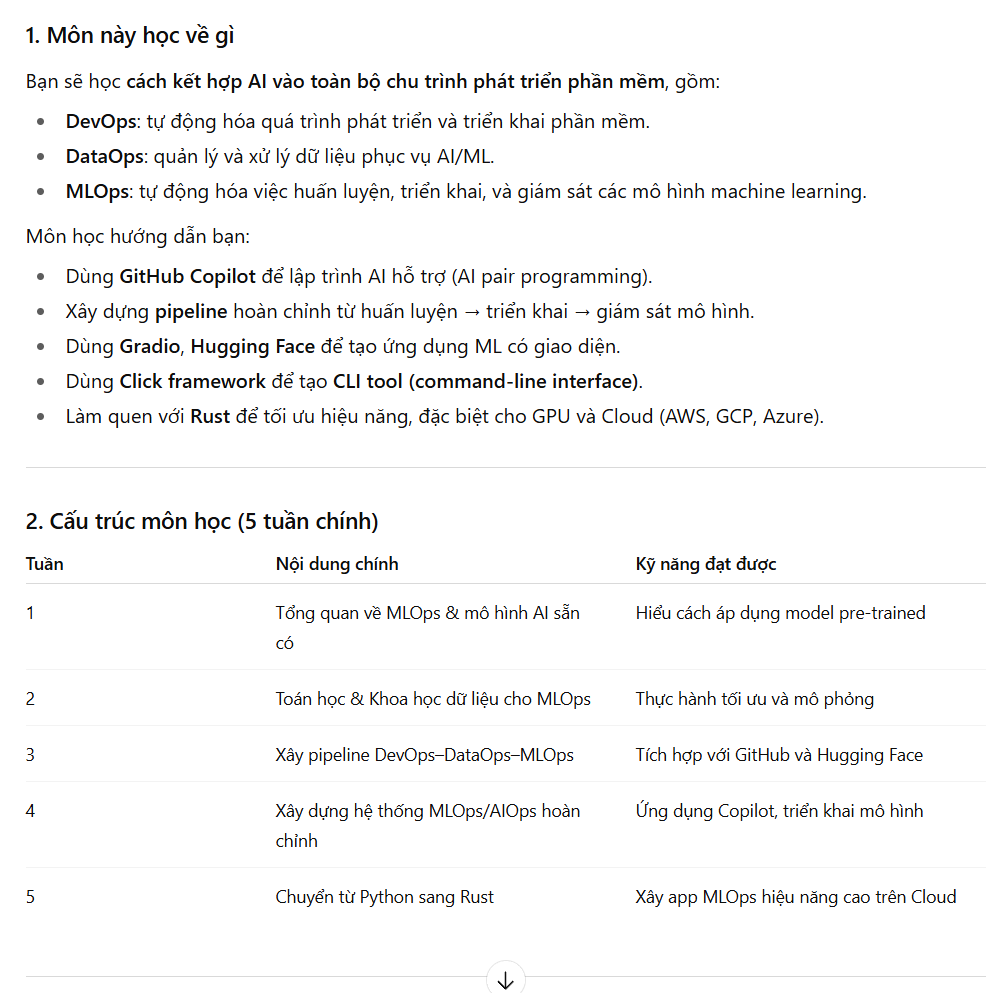 1. Môn này học về gì
Bạn sẽ học cách kết hợp AI vào toàn bộ chu trình phát triển phần mềm, gồm:
• DevOps: tự động hóa quá trình phát triển và triển khai phần mềm.
• DataOps: quản lý và xử lý dữ liệu phục vụ AI/ML.
• MLOps: tự động hóa việc huấn luyện, triển khai, và giám sát các mô hình machine learning.
Môn học hướng dẫn bạn:
• Dùng GitHub Copilot để lập trình AI hỗ trợ (AI pair programming).
• Xây dựng pipeline hoàn chỉnh từ huấn luyện → triển khai → giám sát mô hình.
• Dùng Gradio, Hugging Face để tạo ứng dụng ML có giao diện.
• Dùng Click framework để tạo CLI tool (command-line interface).
• Làm quen với Rust để tối ưu hiệu năng, đặc biệt cho GPU và Cloud (AWS, GCP, Azure).
2. Cấu trúc môn học (5 tuần chính)
Tuần Nội dung chính Kỹ năng đạt được
1 Tổng quan về MLOps & mô hình AI sẵn Hiểu cách áp dụng model pre-trained
có
2 Toán học & Khoa học dữ liệu cho MLOps Thực hành tối ưu và mô phỏng
3 Xây pipeline DevOps–DataOps–MLOps Tích hợp với GitHub và Hugging Face
4 Xây dựng hệ thống MLOps/AIOps hoàn Ứng dụng Copilot, triển khai mô hình
chỉnh
5 Chuyển từ Python sang Rust Xây app MLOps hiệu năng cao trên Cloud